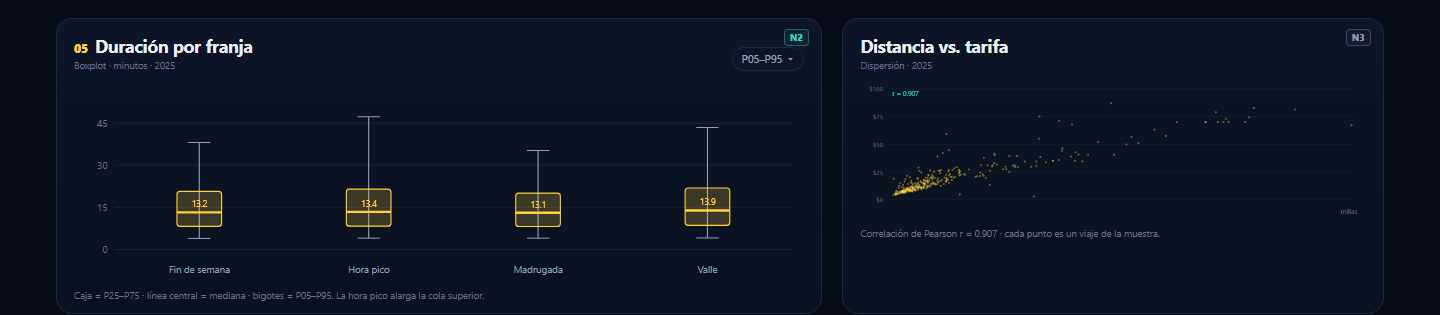 05 Duración por franja
N2
Boxplot · minutos · 2025
P05–P95
45
30
15
0
13.2
13.4
13.1
13.9
Fin de semana
Hora pico
Madrugada
Valle
Caja = P25–P75 · línea central = mediana · bigotes = P05–P95. La hora pico alarga la cola superior.
Distancia vs. tarifa
N3
Dispersión · 2025
$100
r = 0.907
$75
$50
$25
$0
millas
Correlación de Pearson r = 0.907 · cada punto es un viaje de la muestra.